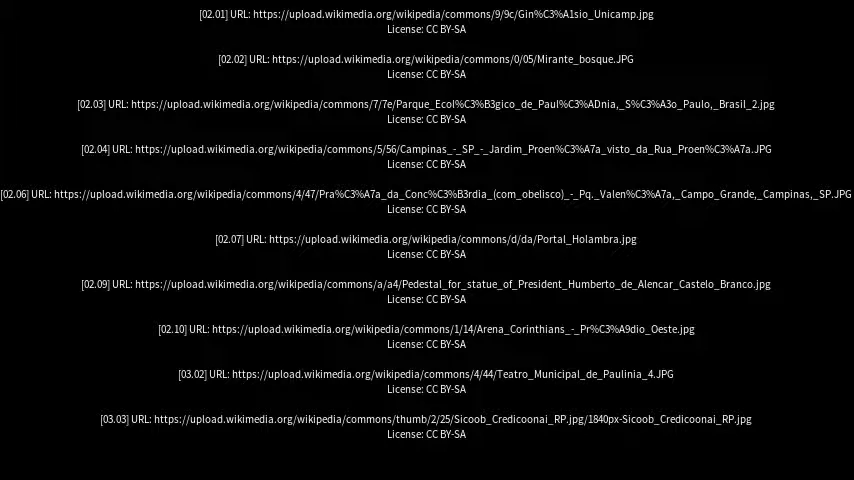 [02.01] URL: https://upload.wikimedia.org/wikipedia/commons/9/9c/Gin%C3%A1sio_Unicamp.jpg
License: CC BY-SA
[02.02] URL: https://upload.wikimedia.org/wikipedia/commons/0/05/Mirante_bosque.JPG
License: CC BY-SA
[02.03] URL: https://upload.wikimedia.org/wikipedia/commons/7/7e/Parque_Ecol%C3%B3gico_de_Paul%C3%ADnia,_S%C3%A3o_Paulo,_Brasil_2.jpg
License: CC BY-SA
[02.04] URL: https://upload.wikimedia.org/wikipedia/commons/5/56/Campinas_-_SP_-_Jardim_Proen%C3%A7a_visto_da_Rua_Proen%C3%A7a.JPG
License: CC BY-SA
[02.06] URL: https://upload.wikimedia.org/wikipedia/commons/4/47/Pra%C3%A7a_da_Conc%C3%B3rdia_(com_obelisco)_-_Pq._Valen%C3%A7a,_Campo_Grande,_Campinas,_SP.JPG
License: CC BY-SA
[02.07] URL: https://upload.wikimedia.org/wikipedia/commons/d/da/Portal_Holambra.jpg
License: CC BY-SA
[02.09] URL: https://upload.wikimedia.org/wikipedia/commons/a/a4/Pedestal_for_statue_of_President_Humberto_de_Alencar_Castelo_Branco.jpg
License: CC BY-SA
[02.10] URL: https://upload.wikimedia.org/wikipedia/commons/1/14/Arena_Corinthians_-_Pr%C3%A9dio_Oeste.jpg
License: CC BY-SA
[03.02] URL: https://upload.wikimedia.org/wikipedia/commons/4/44/Teatro_Municipal_de_Paulinia_4.JPG
License: CC BY-SA
[03.03] URL: https://upload.wikimedia.org/wikipedia/commons/thumb/2/25/Sicoob_Credicoonai_RP.jpg/1840px-Sicoob_Credicoonai_RP.jpg
License: CC BY-SA